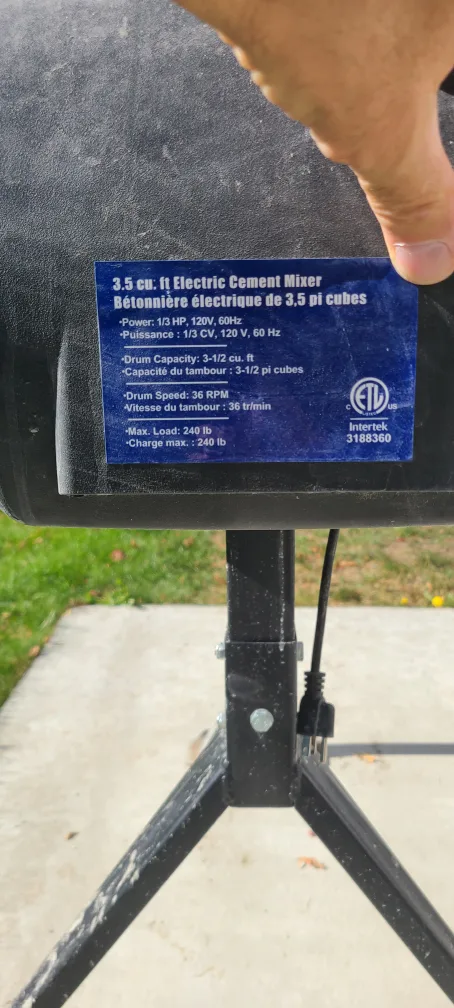 3.5 cu. ft Electric Cement Mixer
Bétonnière électrique de 3,5 pi cubes
•Power: 1/3 HP, 120V, 60Hz
•Puissance : 1/3 CV, 120 V, 60 Hz
•Drum Capacity: 3-1/2 cu. ft
•Capacité du tambour : 3-1/2 pi cubes
•Drum Speed: 36 RPM
•Vitesse du tambour : 36 tr/min
•Max. Load: 240 lb
•Charge max. : 240 lb
ETL
c us
Intertek
3188360